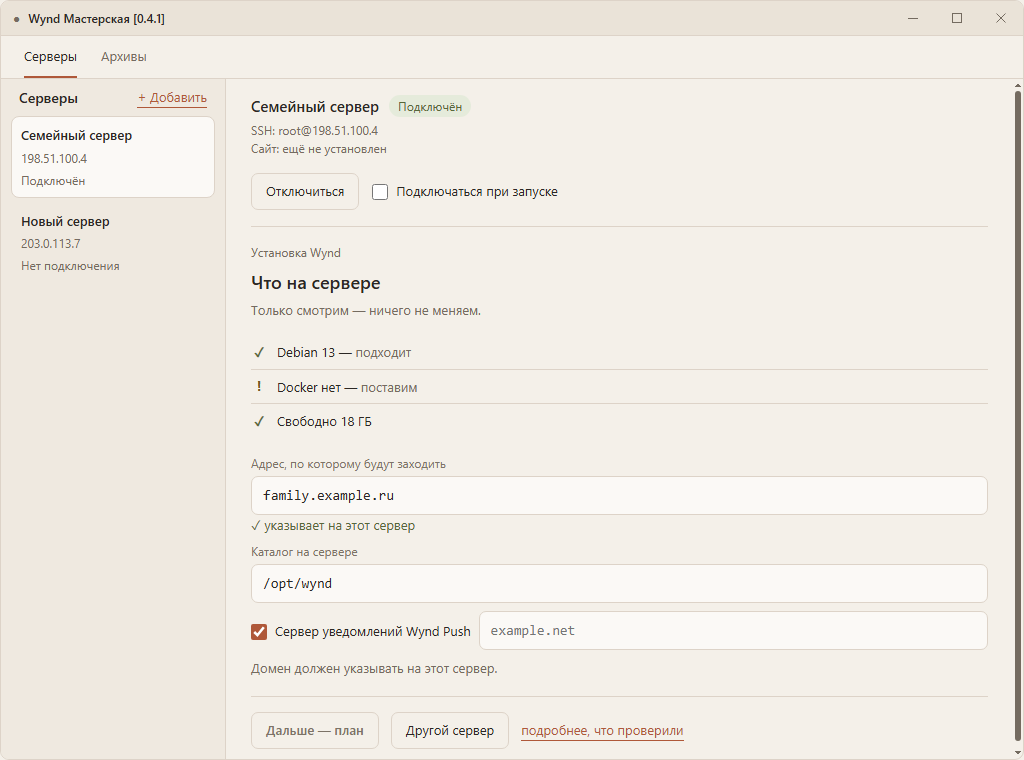 Wynd Мастерская [0.4.1]
Серверы
Архивы
Серверы
+ Добавить
Семейный сервер
198.51.100.4
Подключён
Новый сервер
203.0.113.7
Нет подключения
Семейный сервер
Подключён
SSH: root@198.51.100.4
Сайт: ещё не установлен
Отключиться
Подключаться при запуске
Установка Wynd
Что на сервере
Только смотрим — ничего не меняем.
✓ Debian 13 — подходит
! Docker нет — поставим
✓ Свободно 18 ГБ
Адрес, по которому будут заходить
family.example.ru
✓ указывает на этот сервер
Каталог на сервере
/opt/wynd
Сервер уведомлений Wynd Push
example.net
Домен должен указывать на этот сервер.
Дальше — план
Другой сервер
подробнее, что проверили